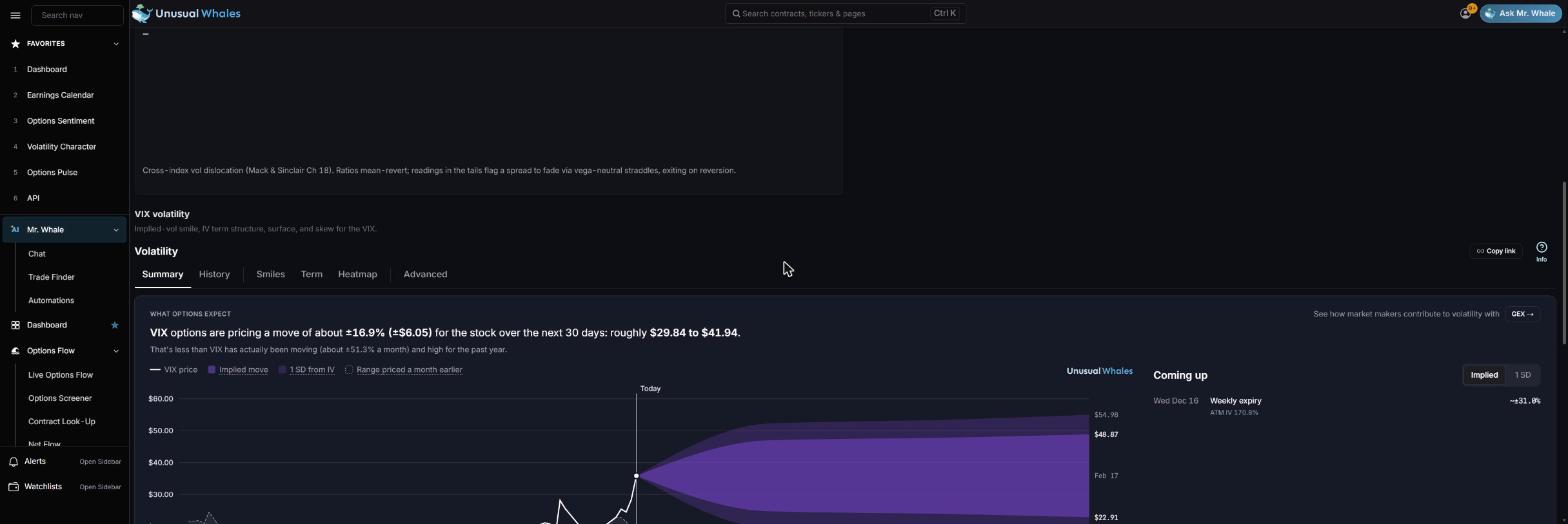 Search nav
Unusual Whales
Search contracts, tickers & pages
Ctrl K
9+
Ask Mr. Whale
FAVORITES
1 Dashboard
2 Earnings Calendar
3 Options Sentiment
4 Volatility Character
5 Options Pulse
6 API
AI Mr. Whale
Chat
Trade Finder
Automations
Dashboard
Options Flow
Live Options Flow
Options Screener
Contract Look-Up
Net Flow
Alerts Open Sidebar
Watchlists Open Sidebar
–
Cross-index vol dislocation (Mack & Sinclair Ch 18). Ratios mean-revert; readings in the tails flag a spread to fade via vega-neutral straddles, exiting on reversion.
VIX volatility
Implied-vol smile, IV term structure, surface, and skew for the VIX.
Volatility
Copy link
Info
Summary History Smiles Term Heatmap Advanced
WHAT OPTIONS EXPECT
See how market makers contribute to volatility with GEX →
VIX options are pricing a move of about ±16.9% (±$6.05) for the stock over the next 30 days: roughly $29.84 to $41.94.
That's less than VIX has actually been moving (about ±51.3% a month) and high for the past year.
VIX price Implied move 1 SD from IV Range priced a month earlier
Unusual Whales
Today
$60.00
$50.00
$40.00
$30.00
$54.98
$48.87
Feb 17
$22.91
Coming up
Implied 1 SD
Wed Dec 16 Weekly expiry ~±31.0%
ATM IV 170.8%